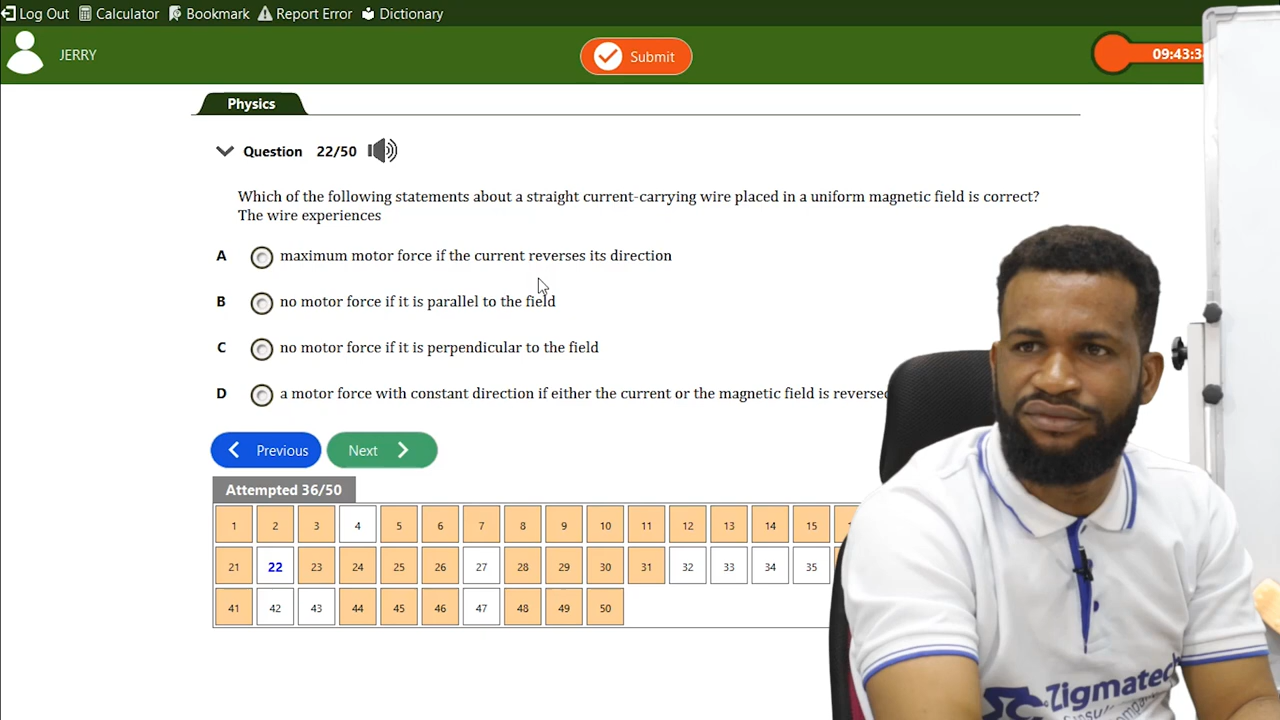 Log Out Calculator Bookmark Report Error Dictionary
JERRY
Submit
09:43:3
Physics
Question 22/50
Which of the following statements about a straight current-carrying wire placed in a uniform magnetic field is correct?
The wire experiences
A maximum motor force if the current reverses its direction
B no motor force if it is parallel to the field
C no motor force if it is perpendicular to the field
D a motor force with constant direction if either the current or the magnetic field is reversed
Previous Next
Attempted 36/50
1 2 3 4 5 6 7 8 9 10 11 12 13 14 15
21 22 23 24 25 26 27 28 29 30 31 32 33 34 35
41 42 43 44 45 46 47 48 49 50
Zigmatech